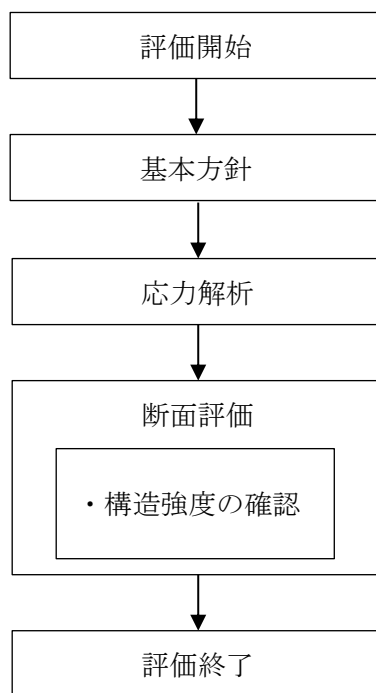 評価開始
基本方針
応力解析
断面評価
・構造強度の確認
評価終了